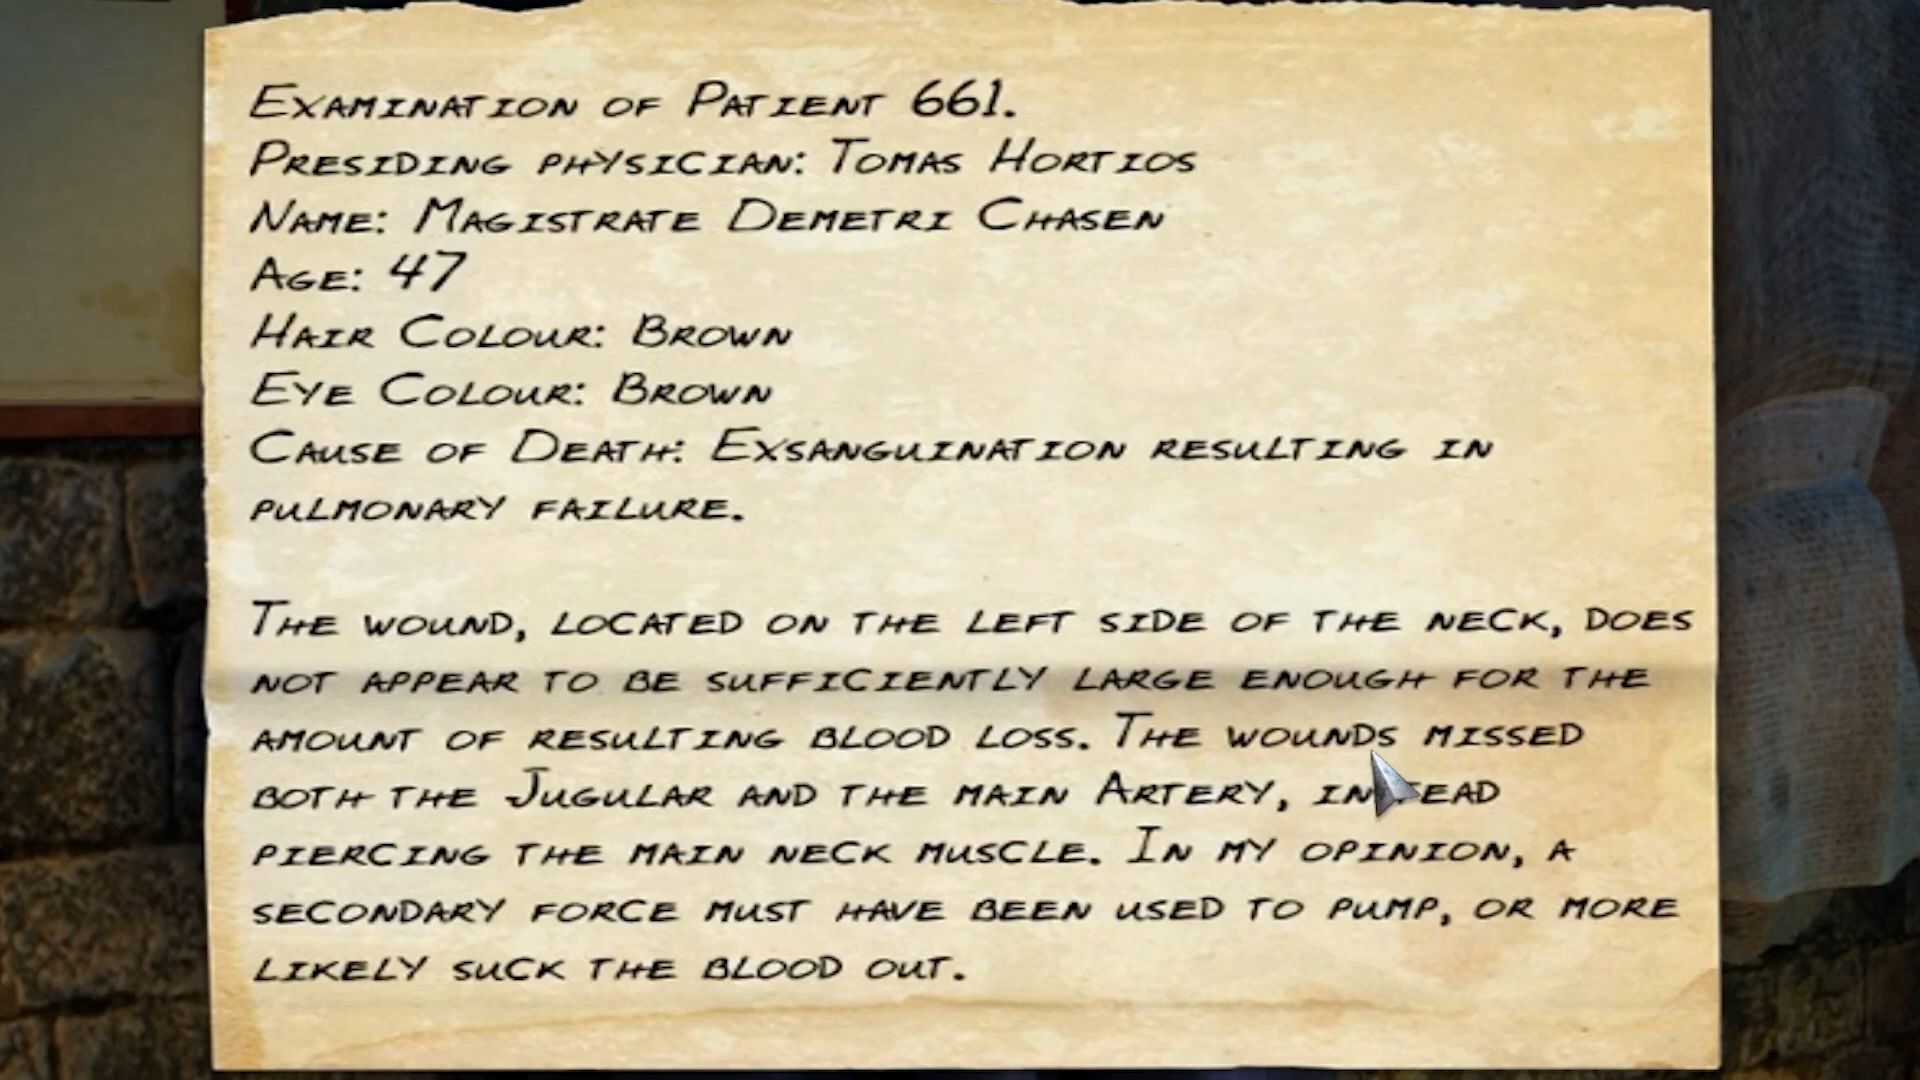 Examination of Patient 661.
Presiding physician: Tomas Hortios
Name: Magistrate Demetri Chasen
Age: 47
Hair Colour: Brown
Eye Colour: Brown
Cause of Death: Exsanguination resulting in
pulmonary failure.
The wound, located on the left side of the neck, does
not appear to be sufficiently large enough for the
amount of resulting blood loss. The wounds missed
both the Jugular and the main Artery, instead
piercing the main neck muscle. In my opinion, a
secondary force must have been used to pump, or more
likely suck the blood out.